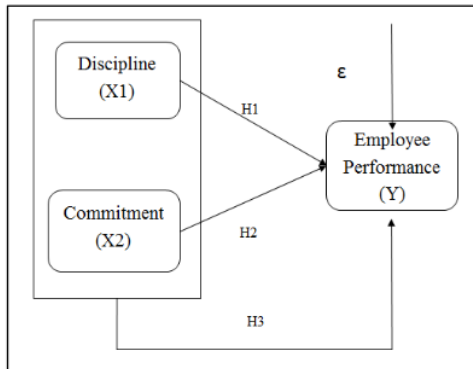 Discipline
(X1)
ε
H1
Employee
Performance
(Y)
Commitment
(X2)
H2
H3